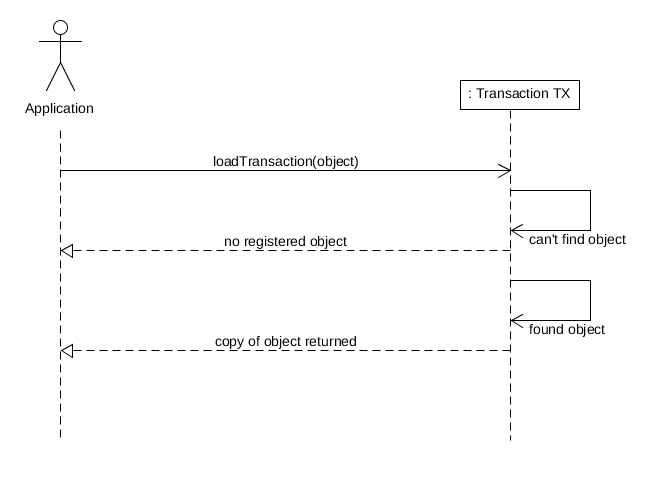 Application
: Transaction TX
loadTransaction(object)
can't find object
no registered object
found object
copy of object returned